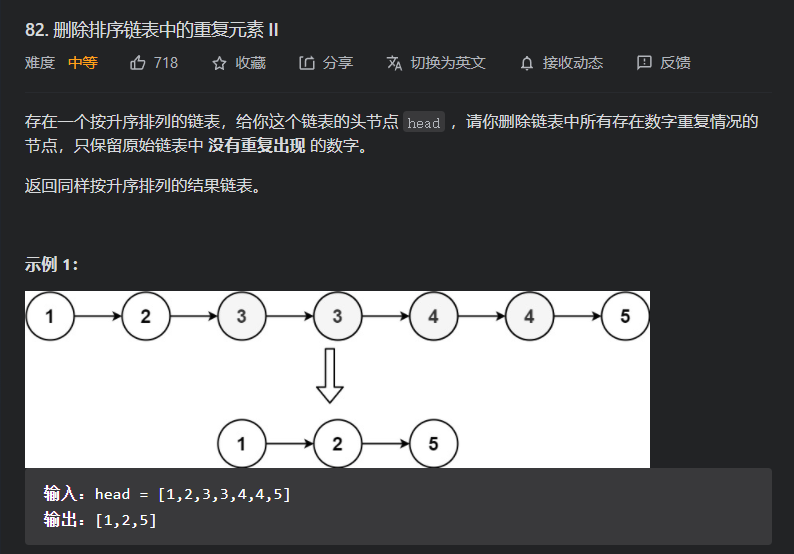 82. 删除排序链表中的重复元素 II
难度 中等 718 收藏 分享 切换为英文 接收动态 反馈
存在一个按升序排列的链表，给你这个链表的头节点 head ，请你删除链表中所有存在数字重复情况的
节点，只保留原始链表中 没有重复出现 的数字。
返回同样按升序排列的结果链表。
示例 1：
1 2 3 3 4 4 5
1 2 5
输入：head = [1,2,3,3,4,4,5]
输出：[1,2,5]